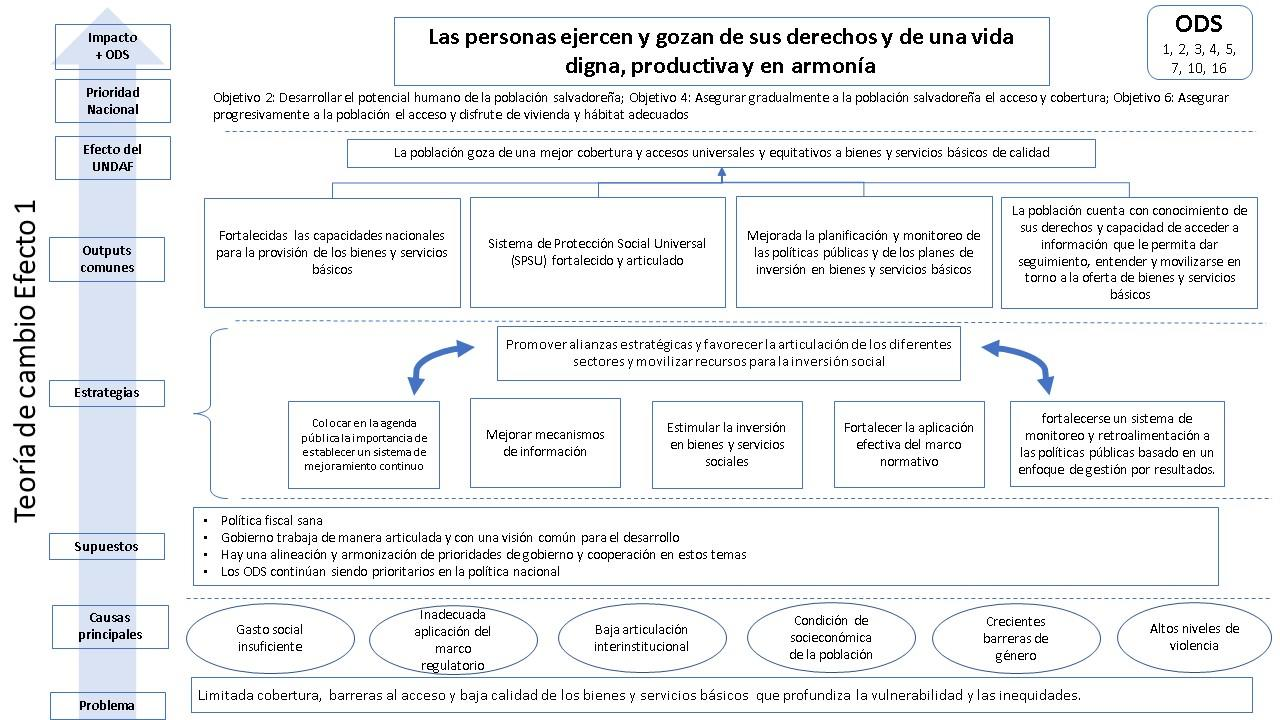 Teoría de cambio Efecto 1
Impacto
+ ODS
Las personas ejercen y gozan de sus derechos y de una vida
digna, productiva y en armonía
ODS
1, 2, 3, 4, 5,
7, 10, 16
Prioridad
Nacional
Objetivo 2: Desarrollar el potencial humano de la población salvadoreña; Objetivo 4: Asegurar gradualmente a la población salvadoreña el acceso y cobertura; Objetivo 6: Asegurar
progresivamente a la población el acceso y disfrute de vivienda y hábitat adecuados
Efecto del
UNDAF
La población goza de una mejor cobertura y accesos universales y equitativos a bienes y servicios básicos de calidad
Outputs
comunes
Fortalecidas las capacidades nacionales
para la provisión de los bienes y servicios
básicos
Sistema de Protección Social Universal
(SPSU) fortalecido y articulado
Mejorada la planificación y monitoreo de
las políticas públicas y de los planes de
inversión en bienes y servicios básicos
La población cuenta con conocimiento de
sus derechos y capacidad de acceder a
información que le permita dar
seguimiento, entender y movilizarse en
torno a la oferta de bienes y servicios
básicos
Estrategias
Promover alianzas estratégicas y favorecer la articulación de los diferentes
sectores y movilizar recursos para la inversión social
Colocar en la agenda
pública la importancia de
establecer un sistema de
mejoramiento continuo
Mejorar mecanismos
de información
Estimular la inversión
en bienes y servicios
sociales
Fortalecer la aplicación
efectiva del marco
normativo
fortalecerse un sistema de
monitoreo y retroalimentación a
las políticas públicas basado en un
enfoque de gestión por resultados.
Supuestos
• Política fiscal sana
• Gobierno trabaja de manera articulada y con una visión común para el desarrollo
• Hay una alineación y armonización de prioridades de gobierno y cooperación en estos temas
• Los ODS continúan siendo prioritarios en la política nacional
Causas
principales
Gasto social
insuficiente
Inadecuada
aplicación del
marco
regulatorio
Baja articulación
interinstitucional
Condición de
socieconómica
de la población
Crecientes
barreras de
género
Altos niveles de
violencia
Problema
Limitada cobertura, barreras al acceso y baja calidad de los bienes y servicios básicos que profundiza la vulnerabilidad y las inequidades.